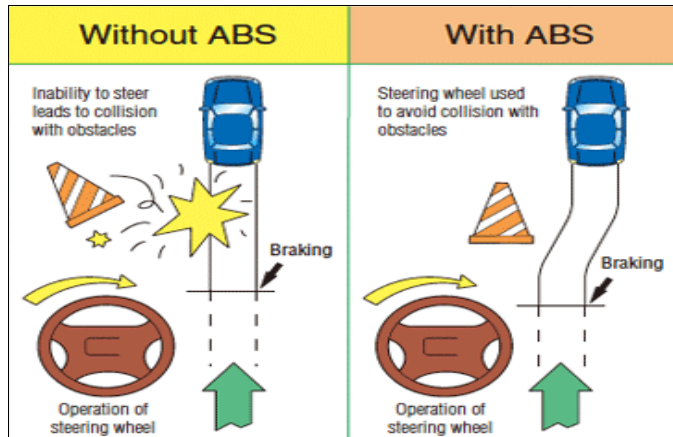 Without ABS
Inability to steer
leads to collision
with obstacles
Braking
Operation of
steering wheel
With ABS
Steering wheel used
to avoid collision with
obstacles
Braking
Operation of
steering wheel